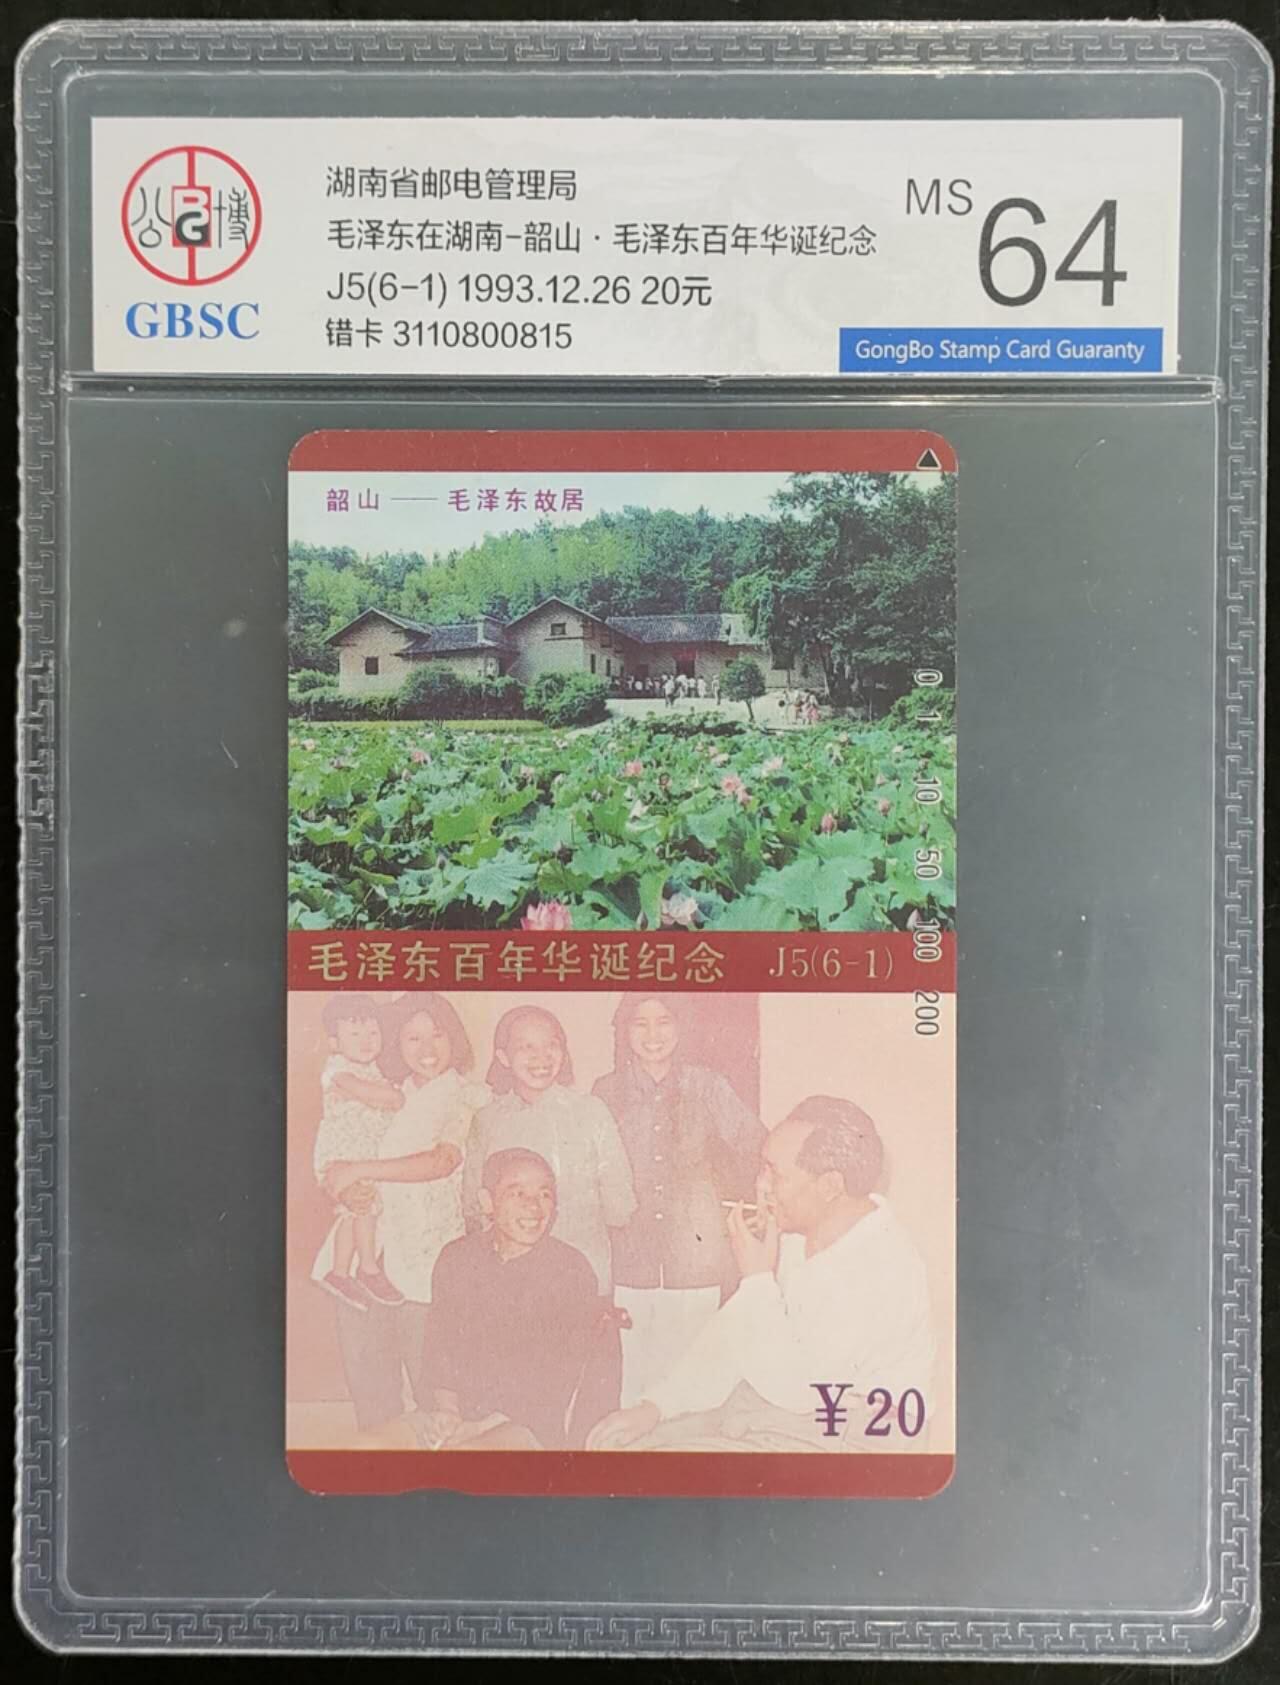 公博
BG
GBSC
湖南省邮电管理局
毛泽东在湖南-韶山·毛泽东百年华诞纪念
J5(6-1) 1993.12.26 20元
错卡 3110800815
MS 64
GongBo Stamp Card Guaranty
韶山——毛泽东故居
0
1
10
50
100
200
毛泽东百年华诞纪念 J5(6-1)
¥20